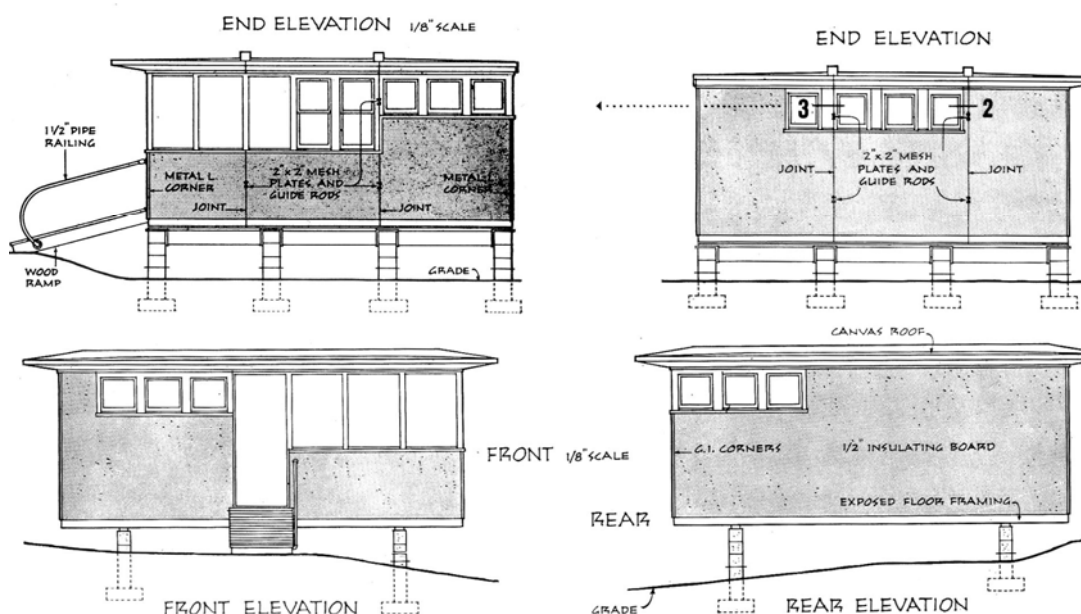 END ELEVATION 1/8" SCALE
1 1/2" PIPE
RAILING
METAL L.
CORNER
2" x 2" MESH
PLATES AND
GUIDE RODS
METAL L.
CORNER
JOINT
JOINT
WOOD
RAMP
GRADE
END ELEVATION
3
2
2" x 2" MESH
PLATES AND
GUIDE RODS
JOINT
JOINT
FRONT 1/8" SCALE
FRONT ELEVATION
CANVAS ROOF
G.I. CORNERS
1/2" INSULATING BOARD
EXPOSED FLOOR FRAMING
REAR
GRADE
REAR ELEVATION